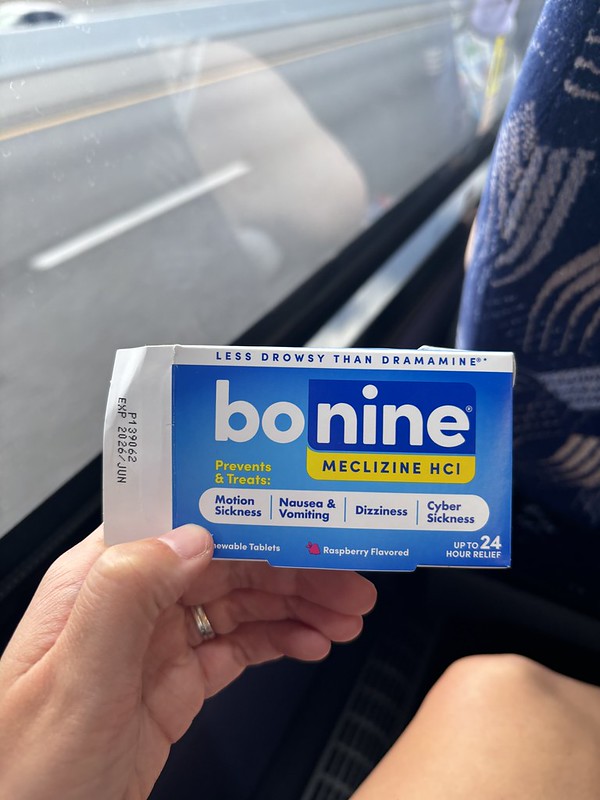 LESS DROWSY THAN DRAMAMINE®*
bonine®
MECLIZINE HCl
Prevents
& Treats:
Motion
Sickness
Nausea &
Vomiting
Dizziness
Cyber
Sickness
Tablets
Raspberry Flavored
UP TO 24
HOUR RELIEF
P139062
EXP 2026/JUN